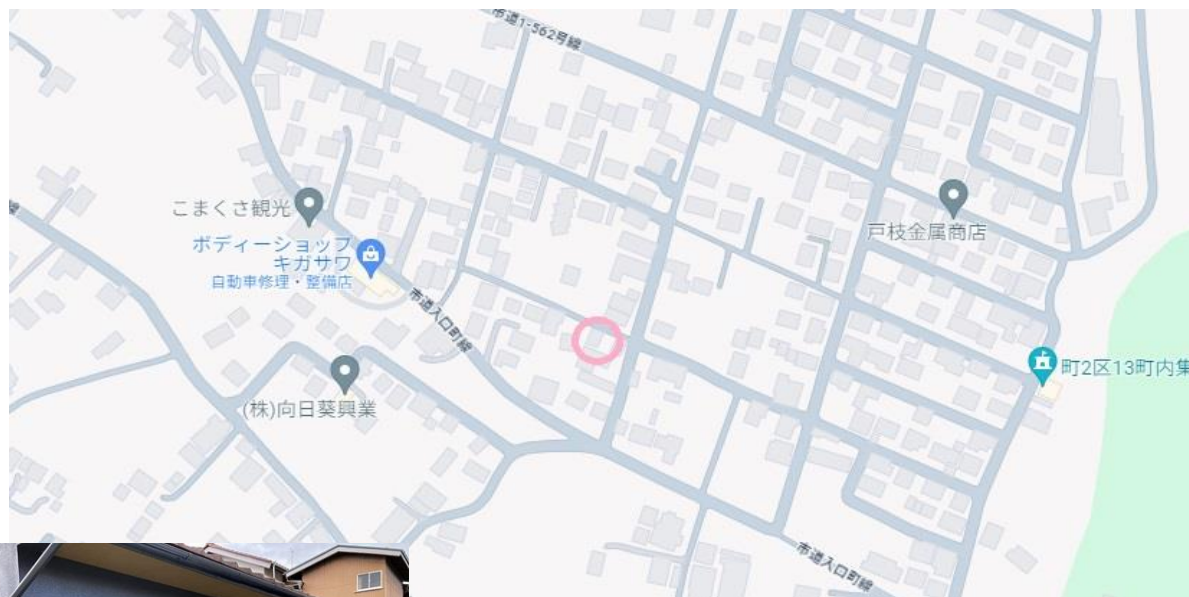 市道1-562号線
こまくさ観光
ボディーショップ
キガサワ
自動車修理・整備店
戸枝金属商店
市道入口町線
町2区13町内集
(株)向日葵興業
市道入口町線